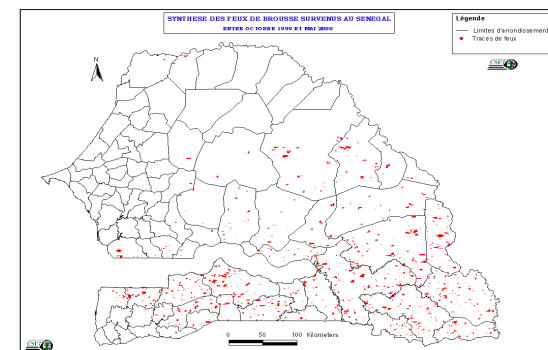 SYNTHESE DES FEUX DE BROUSSE SURVENUS AU SENEGAL
ENTRE OCTOBRE 1999 ET MAI 2000
Légende
Limites d'arrondissement
Traces de feux
CSE
N
0 50 100 Kilometers
CSE